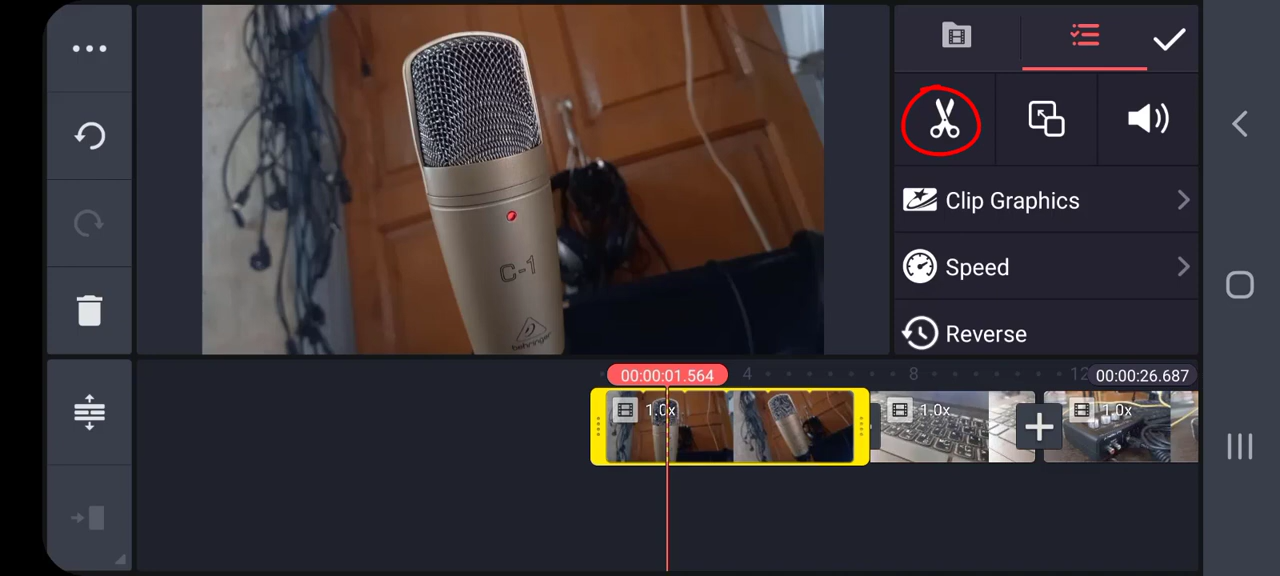 C-1
behringer
Clip Graphics
Speed
Reverse
00:00:01.564
4
8
12
00:00:26.687
1.0x
1.0x
1.0x